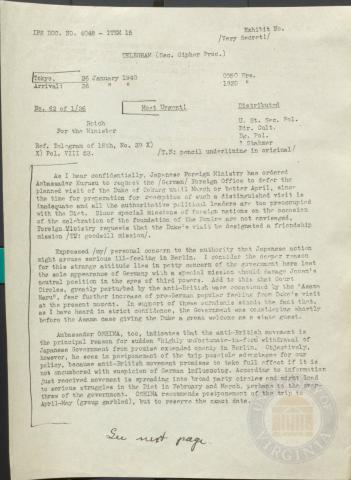 IPS DOC. NO. 4048 - ITEM 15
Exhibit No.
/Very Secret!/
TELEGRAM (Sec. Cipher Proc.)
Tokyo, 26 January 1940 0550 Hrs.
Arrival: 26 " " 1920 "
No. 62 of 1/26 Most Urgent! Distributed
Reich U. St. Sec. Pol.
For the Minister Dir. Cult.
Dg. Pol.
Ref. Telegram of 18th, No. 39 X)
X) Pol. VIII 83. /T.N: pencil underlining in original/
As I hear confidentially, Japanese Foreign Ministry has ordered
Ambassador Kurusu to request the /German/ Foreign Office to defer the
planned visit of the Duke of Coburg until March or better April, since
the time for preparation for reception of such a distinguished visit is
inadequate and all the authoritative political leaders are too preoccupied
with the Diet. Since special missions of foreign nations on the occasion
of the celebration of the foundation of the Empire are not envisaged,
Foreign Ministry requests that the Duke's visit be designated a friendship
mission /TN: goodwill mission/.
Expressed /my/ personal concern to the authority that Japanese action
might arouse serious ill-feeling in Berlin. I consider the deeper reason
for this strange attitude lies in petty concern of the government here lest
the sole appearance of Germany with a special mission should damage Japan's
neutral position in the eyes of third powers. Add to this that Court
Circles, greatly perturbed by the anti-British wave occasioned by the "Asama
Maru", fear further increase of pro-German popular feeling from Duke's visit
at the present moment. In support of these surmises stands the fact that,
as I have heard in strict confidence, the Government was considering shortly
before the Asama case giving the Duke a great welcome as a state guest.
Ambassador OSHIMA, too, indicates that the anti-British movement is
the principal reason for sudden "highly unfortunate-in-form withdrawal of
Japanese Government from promise extended enemy in Berlin. Objectively,
however, he sees in postponement of the trip possible advantages for our
policy, because anti-British movement promises to take full effect if it is
not encumbered with suspicion of German influencing. According to information
just received movement is spreading into broad party circles and might lead
to serious struggles in the Diet in February and March, perhaps to the
three of the government. OSHIMA recommends postponement of the trip to
April-May (group garbled), but to reserve the exact date.
See next page.
VIRGINIA